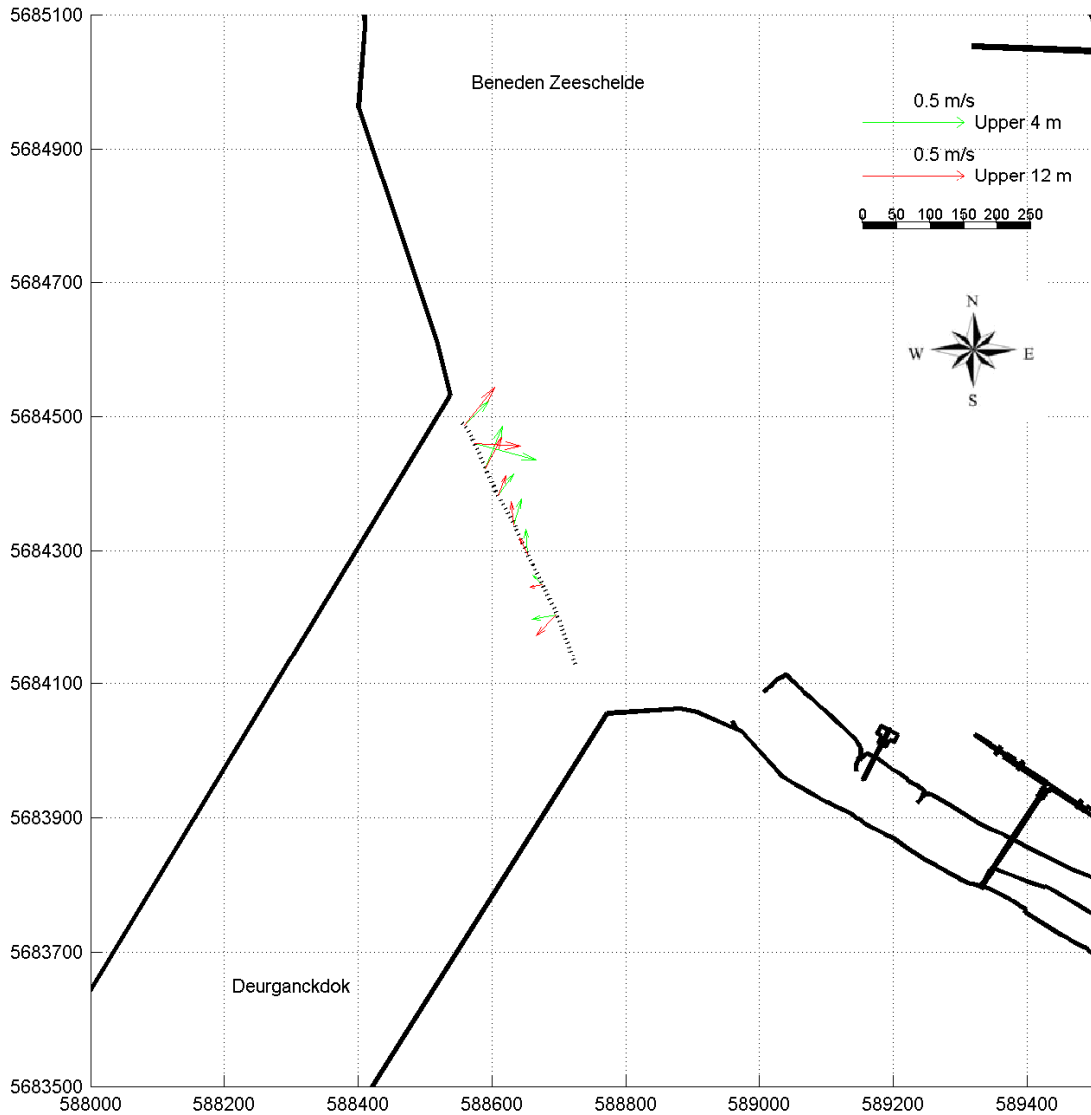 5685100
Beneden Zeeschelde
0.5 m/s
Upper 4 m
5684900
0.5 m/s
Upper 12 m
0 50 100 150 200 250
5684700
N
W E
S
5684500
5684300
5684100
5683900
5683700
Deurganckdok
5683500
588000 588200 588400 588600 588800 589000 589200 589400